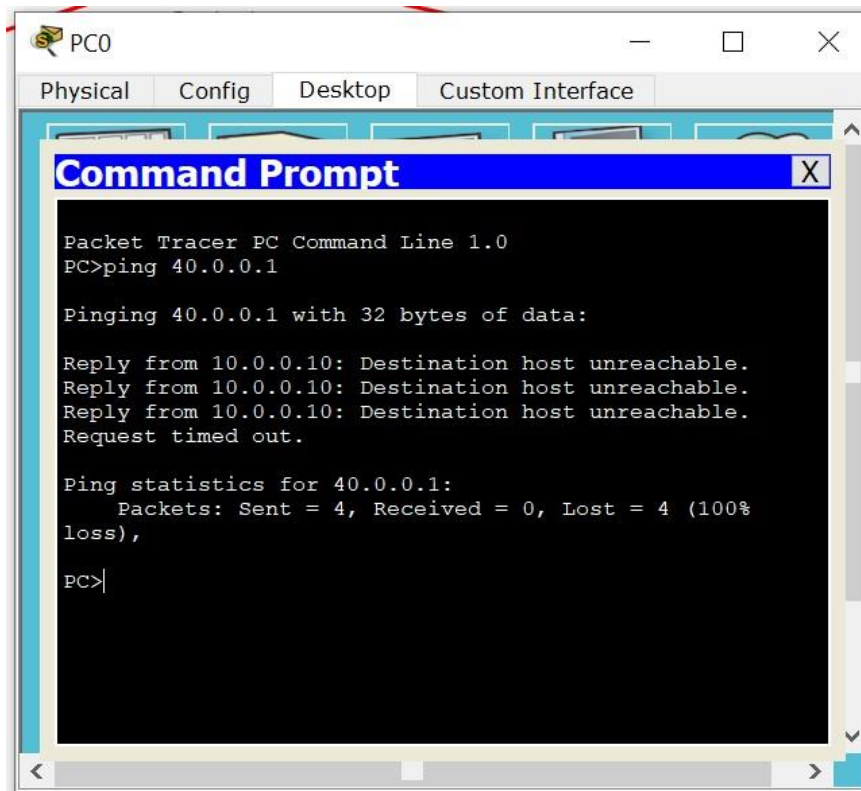 PC0
Physical Config Desktop Custom Interface
Command Prompt X
Packet Tracer PC Command Line 1.0
PC>ping 40.0.0.1
Pinging 40.0.0.1 with 32 bytes of data:
Reply from 10.0.0.10: Destination host unreachable.
Reply from 10.0.0.10: Destination host unreachable.
Reply from 10.0.0.10: Destination host unreachable.
Request timed out.
Ping statistics for 40.0.0.1:
Packets: Sent = 4, Received = 0, Lost = 4 (100%
loss),
PC>